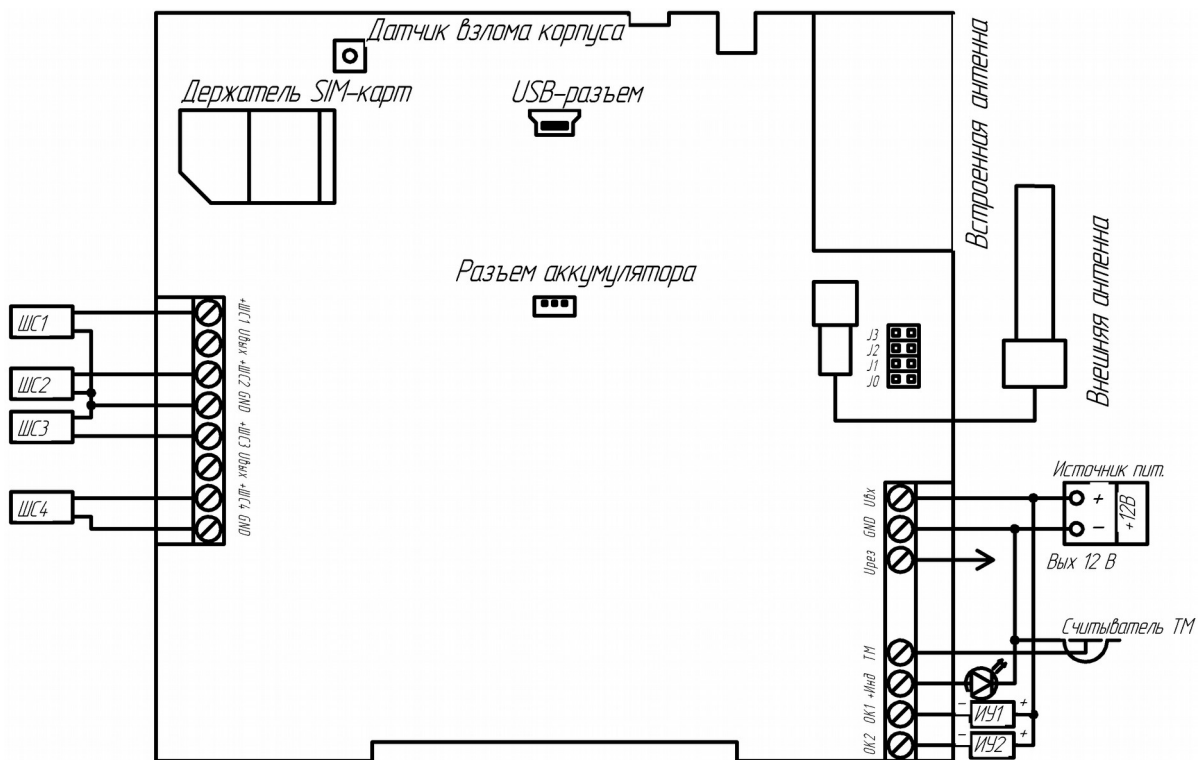 Датчик взлома корпуса
Держатель SIM-карт
USB-разъем
Встроенная антенна
Внешняя антенна
Разъем аккумулятора
J3
J2
J1
J0
ШС1
ШС2
ШС3
ШС4
+ШС1 Uвых +ШС2 GND +ШС3 Uвых +ШС4 GND
Источник пит.
+
-
+12В
Вых 12 В
Uвх
GND
Uрез
Считыватель ТМ
ТМ
+Инд
ОК1
- ИУ1 +
ОК2
- ИУ2 +